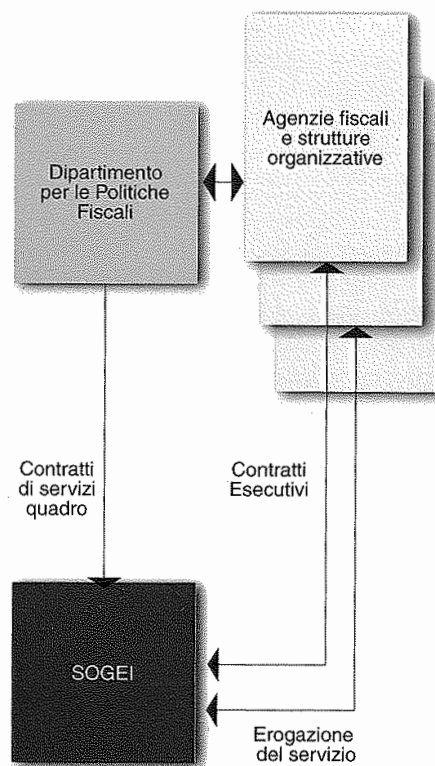 Agenzie fiscali
e strutture
organizzative
Dipartimento
per le Politiche
Fiscali
Contratti
di servizi
quadro
Contratti
Esecutivi
SOGEI
Erogazione
del servizio